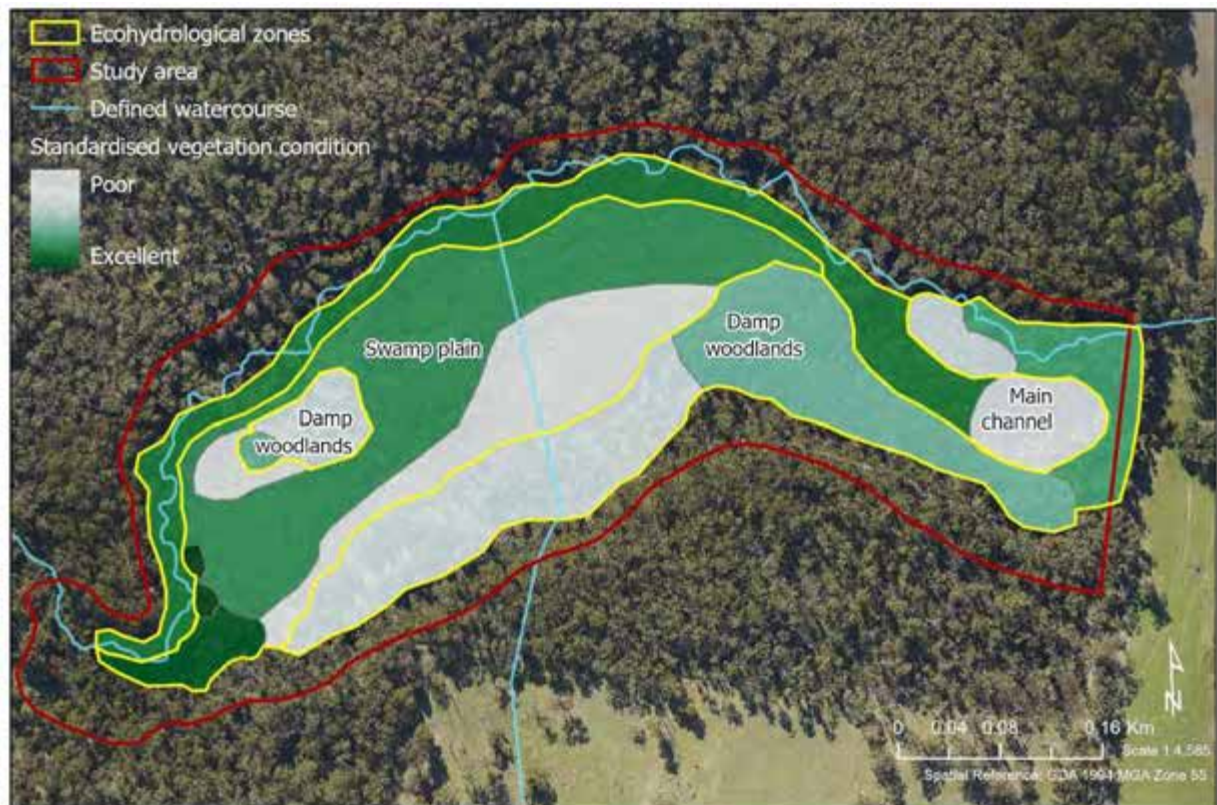 Ecohydrological zones
Study area
Defined watercourse
Standardised vegetation condition
Poor
Excellent
Swamp plain
Damp
woodlands
Damp
woodlands
Main
channel
N
0 0.04 0.08 0.16 Km
Scale 1:4,585
Spatial Reference: GDA 1994 MGA Zone 55